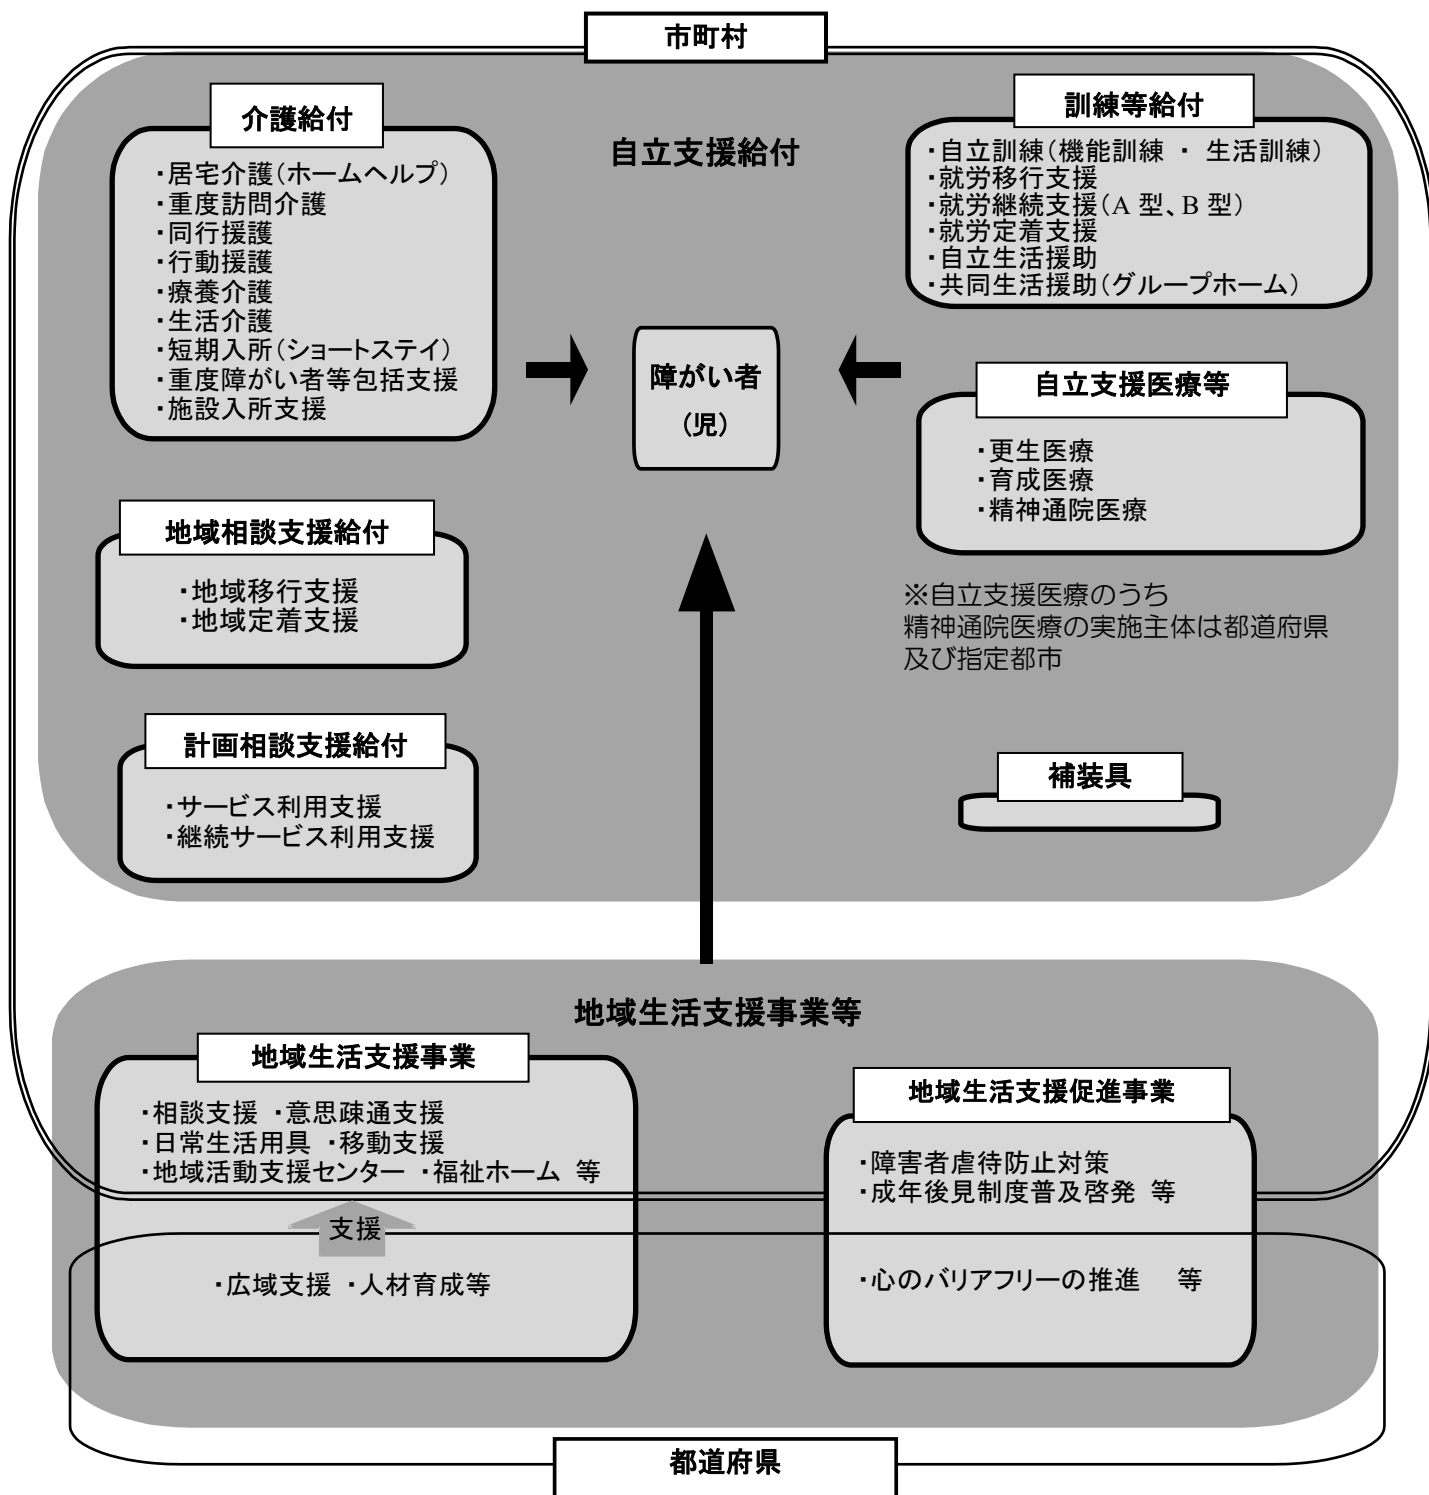 市町村
自立支援給付
介護給付
・居宅介護(ホームヘルプ)
・重度訪問介護
・同行援護
・行動援護
・療養介護
・生活介護
・短期入所(ショートステイ)
・重度障がい者等包括支援
・施設入所支援
訓練等給付
・自立訓練(機能訓練 ・ 生活訓練)
・就労移行支援
・就労継続支援(A 型、B 型)
・就労定着支援
・自立生活援助
・共同生活援助(グループホーム)
障がい者
(児)
自立支援医療等
・更生医療
・育成医療
・精神通院医療
※自立支援医療のうち
精神通院医療の実施主体は都道府県
及び指定都市
地域相談支援給付
・地域移行支援
・地域定着支援
計画相談支援給付
・サービス利用支援
・継続サービス利用支援
補装具
地域生活支援事業等
地域生活支援事業
・相談支援 ・意思疎通支援
・日常生活用具 ・移動支援
・地域活動支援センター ・福祉ホーム 等
支援
・広域支援 ・人材育成等
地域生活支援促進事業
・障害者虐待防止対策
・成年後見制度普及啓発 等
・心のバリアフリーの推進 等
都道府県